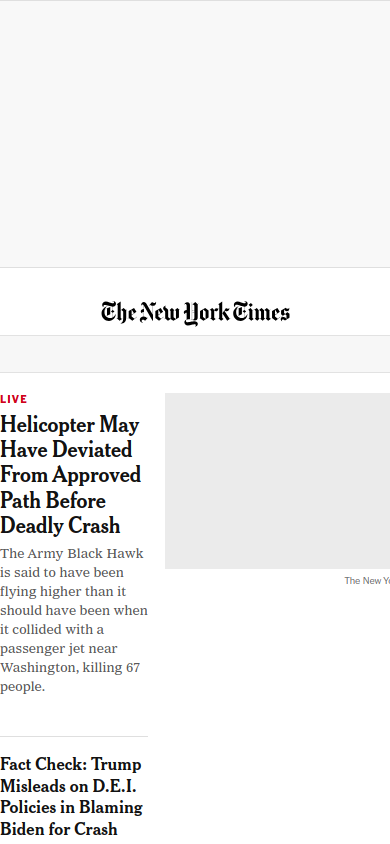 The New York Times
LIVE
Helicopter May
Have Deviated
From Approved
Path Before
Deadly Crash
The Army Black Hawk
is said to have been
flying higher than it
should have been when
it collided with a
passenger jet near
Washington, killing 67
people.
The New Yo
Fact Check: Trump
Misleads on D.E.I.
Policies in Blaming
Biden for Crash